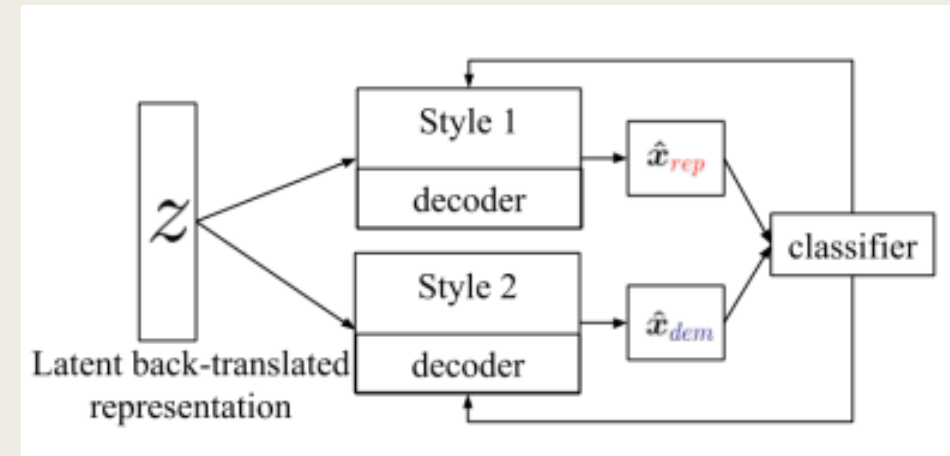 z
Latent back-translated
representation
Style 1
decoder
Style 2
decoder
x̂rep
x̂dem
classifier